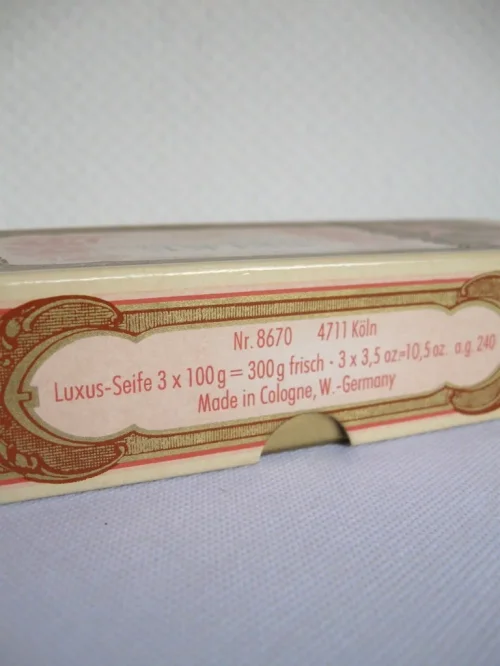 Nr. 8670 4711 Köln
Luxus-Seife 3 x 100 g = 300 g frisch - 3 x 3,5 oz = 10,5 oz. a.g. 240
Made in Cologne, W.-Germany